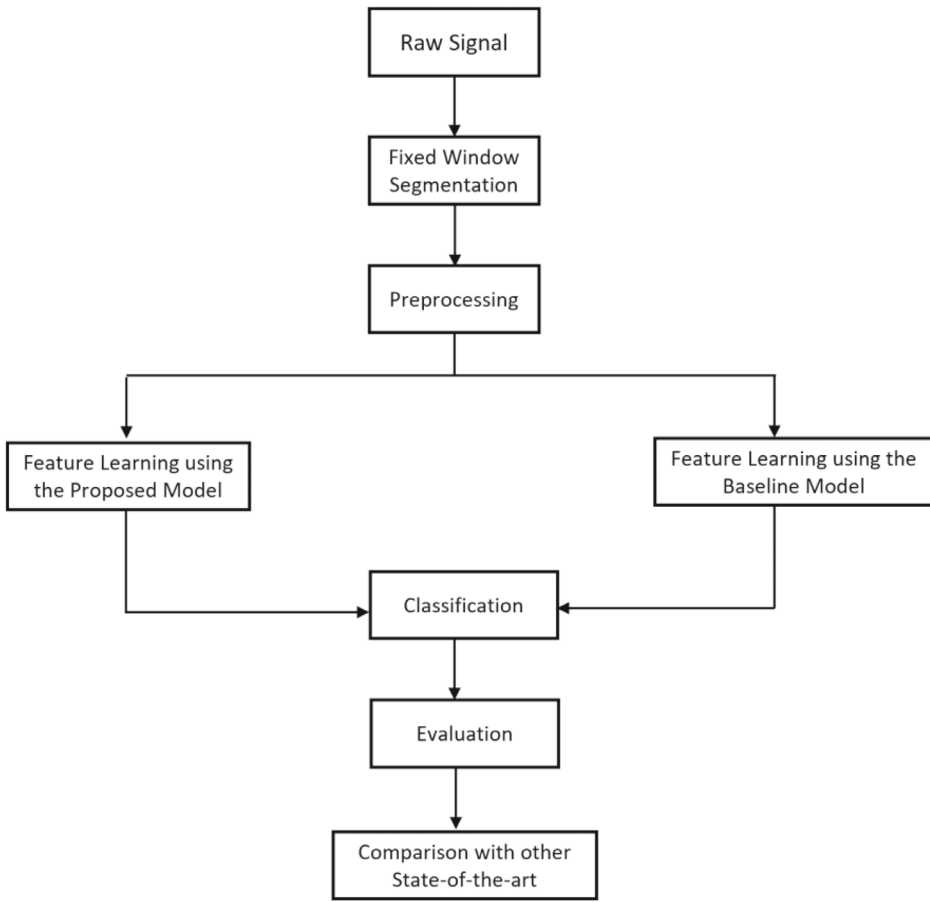 Raw Signal
Fixed Window
Segmentation
Preprocessing
Feature Learning using
the Proposed Model
Feature Learning using the
Baseline Model
Classification
Evaluation
Comparison with other
State-of-the-art